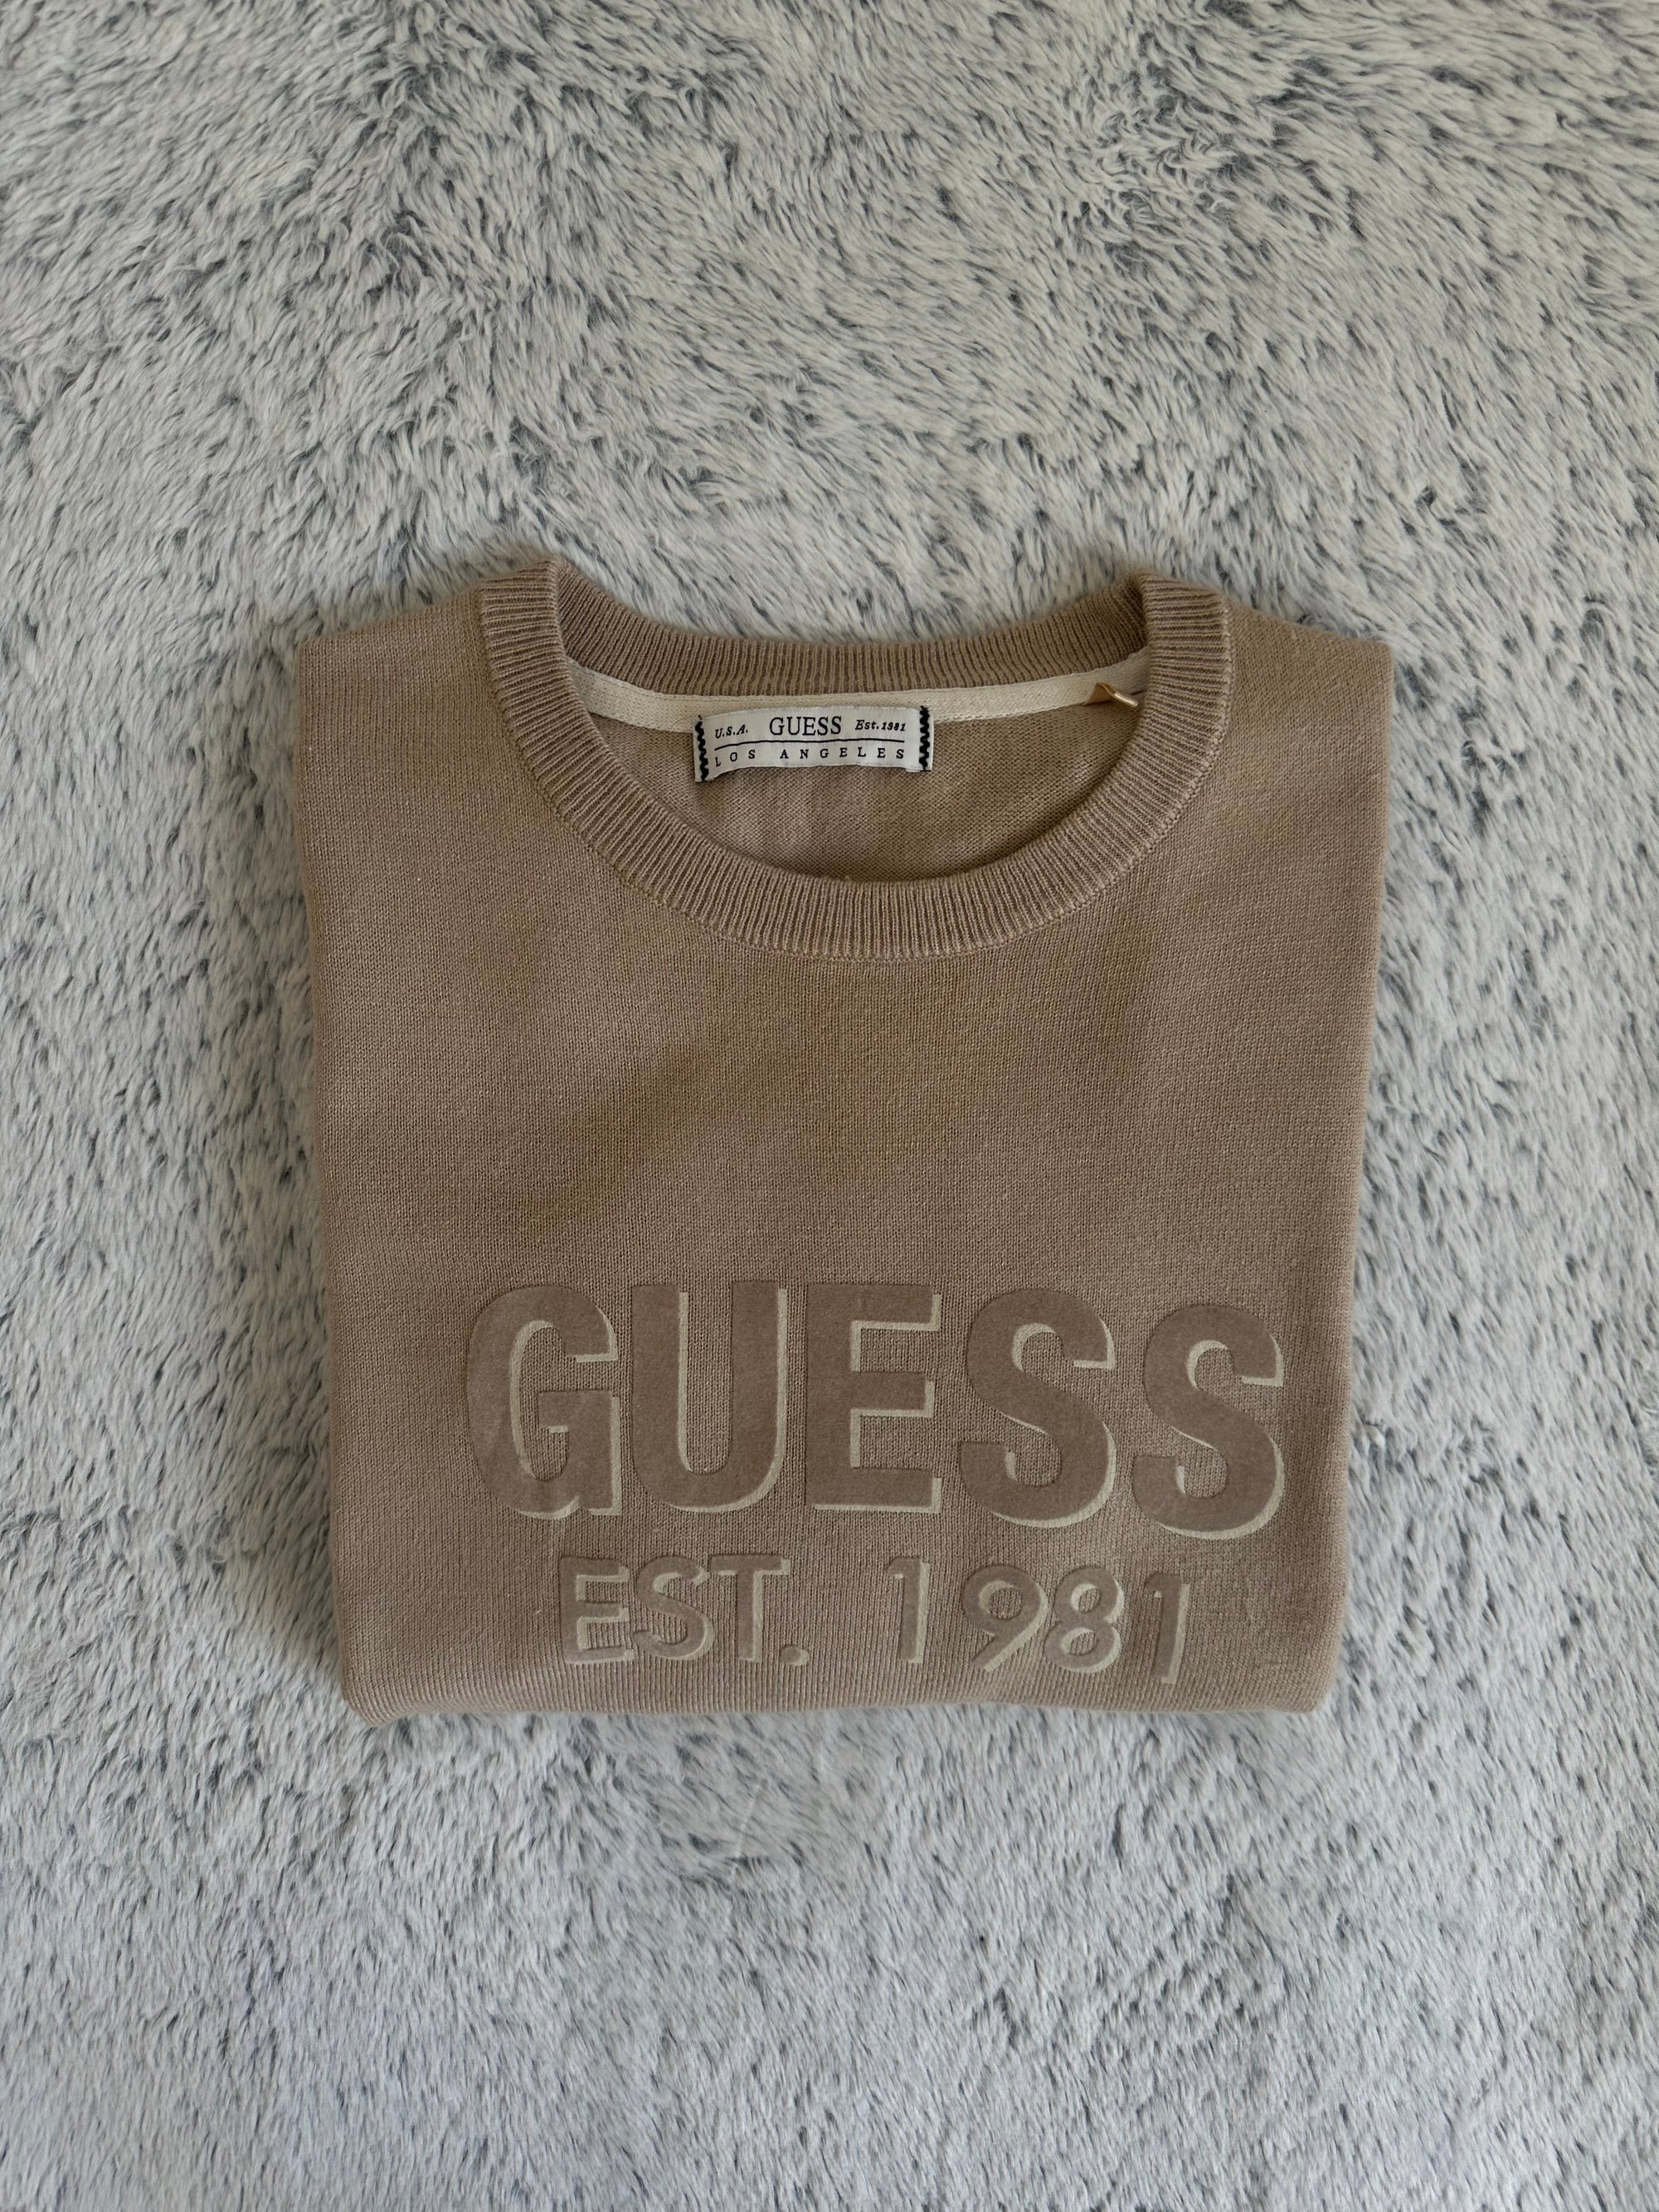 U.S.A. GUESS Est. 1981
LOS ANGELES
GUESS
EST. 1981